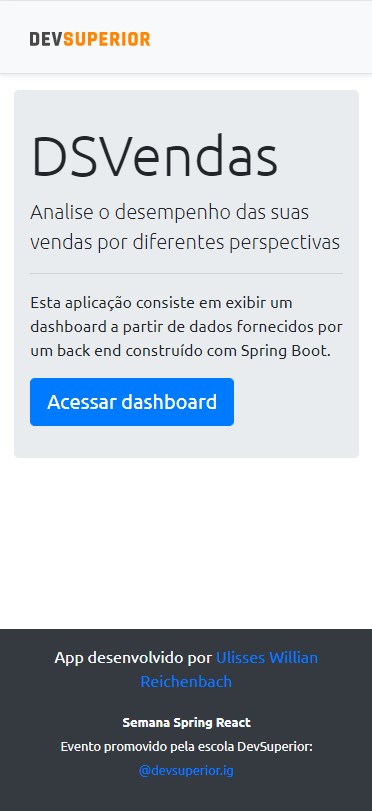 DEVSUPERIOR
DSVendas
Analise o desempenho das suas
vendas por diferentes perspectivas
Esta aplicação consiste em exibir um
dashboard a partir de dados fornecidos por
um back end construído com Spring Boot.
Acessar dashboard
App desenvolvido por Ulisses Willian
Reichenbach
Semana Spring React
Evento promovido pela escola DevSuperior:
@devsuperior.ig